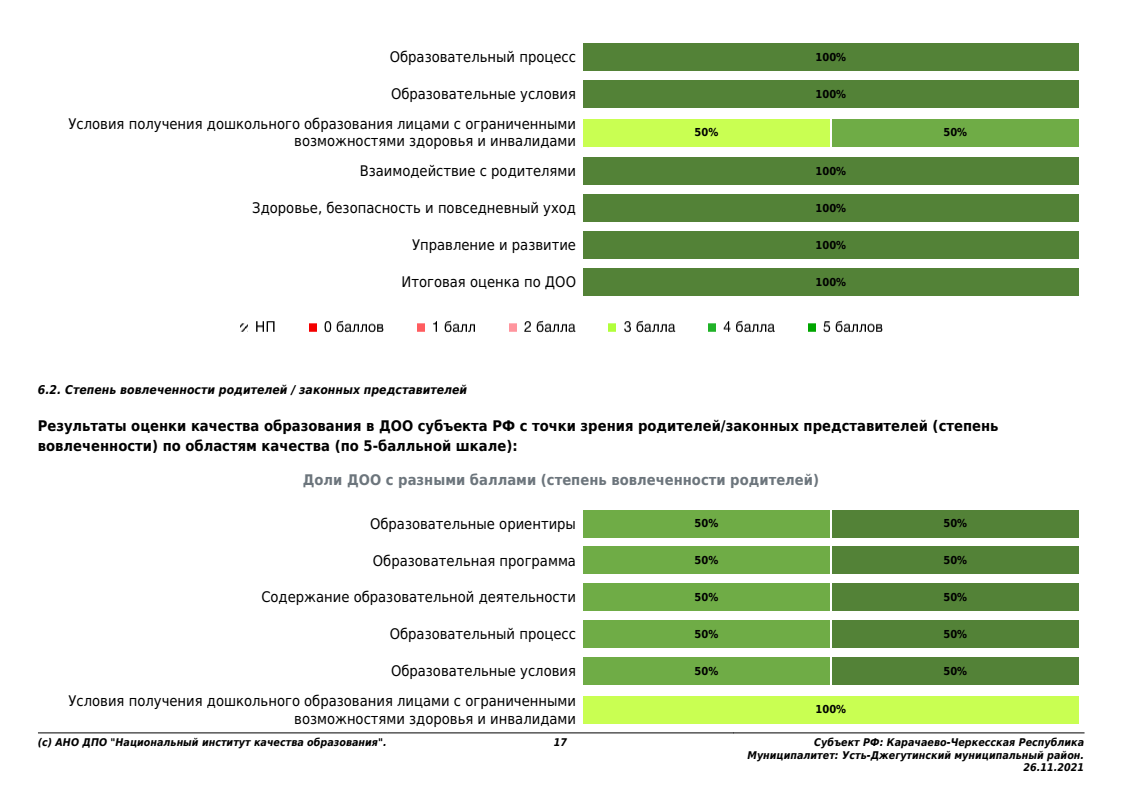 Образовательный процесс
100%
Образовательные условия
100%
Условия получения дошкольного образования лицами с ограниченными
возможностями здоровья и инвалидами
50%
50%
Взаимодействие с родителями
100%
Здоровье, безопасность и повседневный уход
100%
Управление и развитие
100%
Итоговая оценка по ДОО
100%
НП 0 баллов 1 балл 2 балла 3 балла 4 балла 5 баллов
6.2. Степень вовлеченности родителей / законных представителей
Результаты оценки качества образования в ДОО субъекта РФ с точки зрения родителей/законных представителей (степень
вовлеченности) по областям качества (по 5-балльной шкале):
Доли ДОО с разными баллами (степень вовлеченности родителей)
Образовательные ориентиры
50%
50%
Образовательная программа
50%
50%
Содержание образовательной деятельности
50%
50%
Образовательный процесс
50%
50%
Образовательные условия
50%
50%
Условия получения дошкольного образования лицами с ограниченными
возможностями здоровья и инвалидами
100%
(с) АНО ДПО "Национальный институт качества образования".
17
Субъект РФ: Карачаево-Черкесская Республика
Муниципалитет: Усть-Джегутинский муниципальный район.
26.11.2021